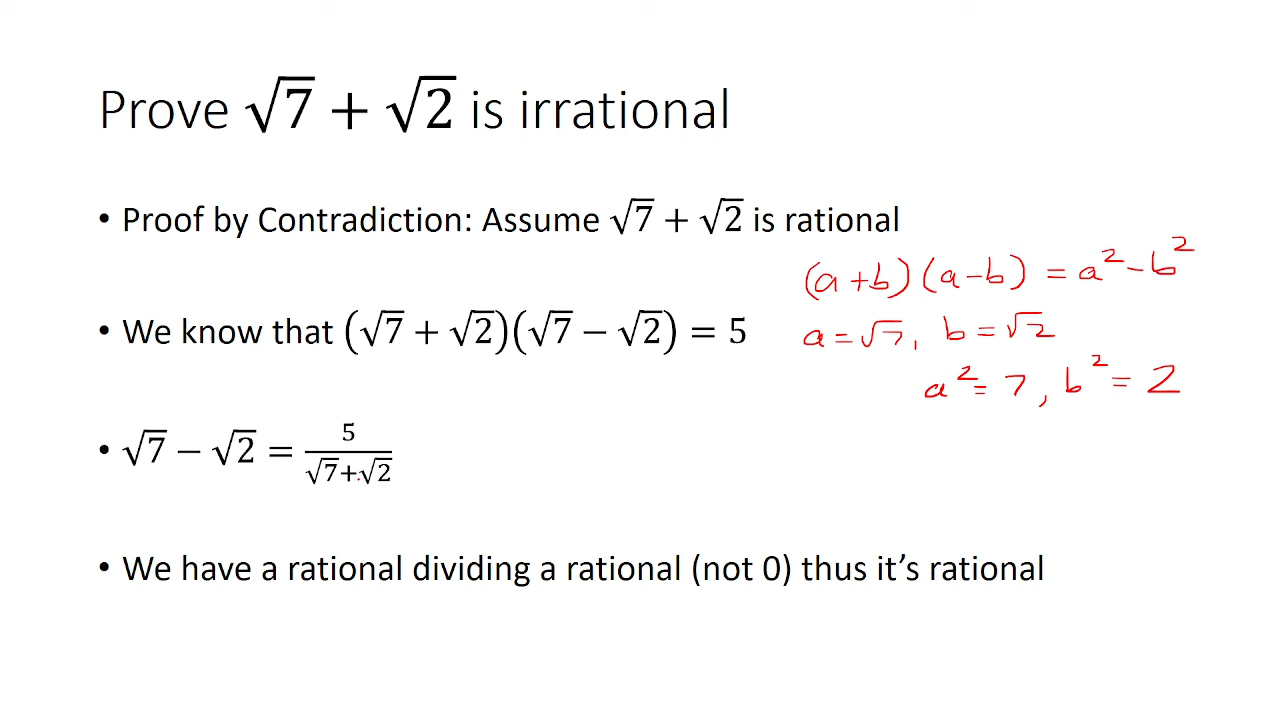 Prove √7 + √2 is irrational
• Proof by Contradiction: Assume √7 + √2 is rational
(a+b)(a-b) = a² - b²
• We know that (√7 + √2)(√7 − √2) = 5
a = √7, b = √2
a² = 7, b² = 2
• √7 − √2 = 5/(√7+√2)
• We have a rational dividing a rational (not 0) thus it's rational